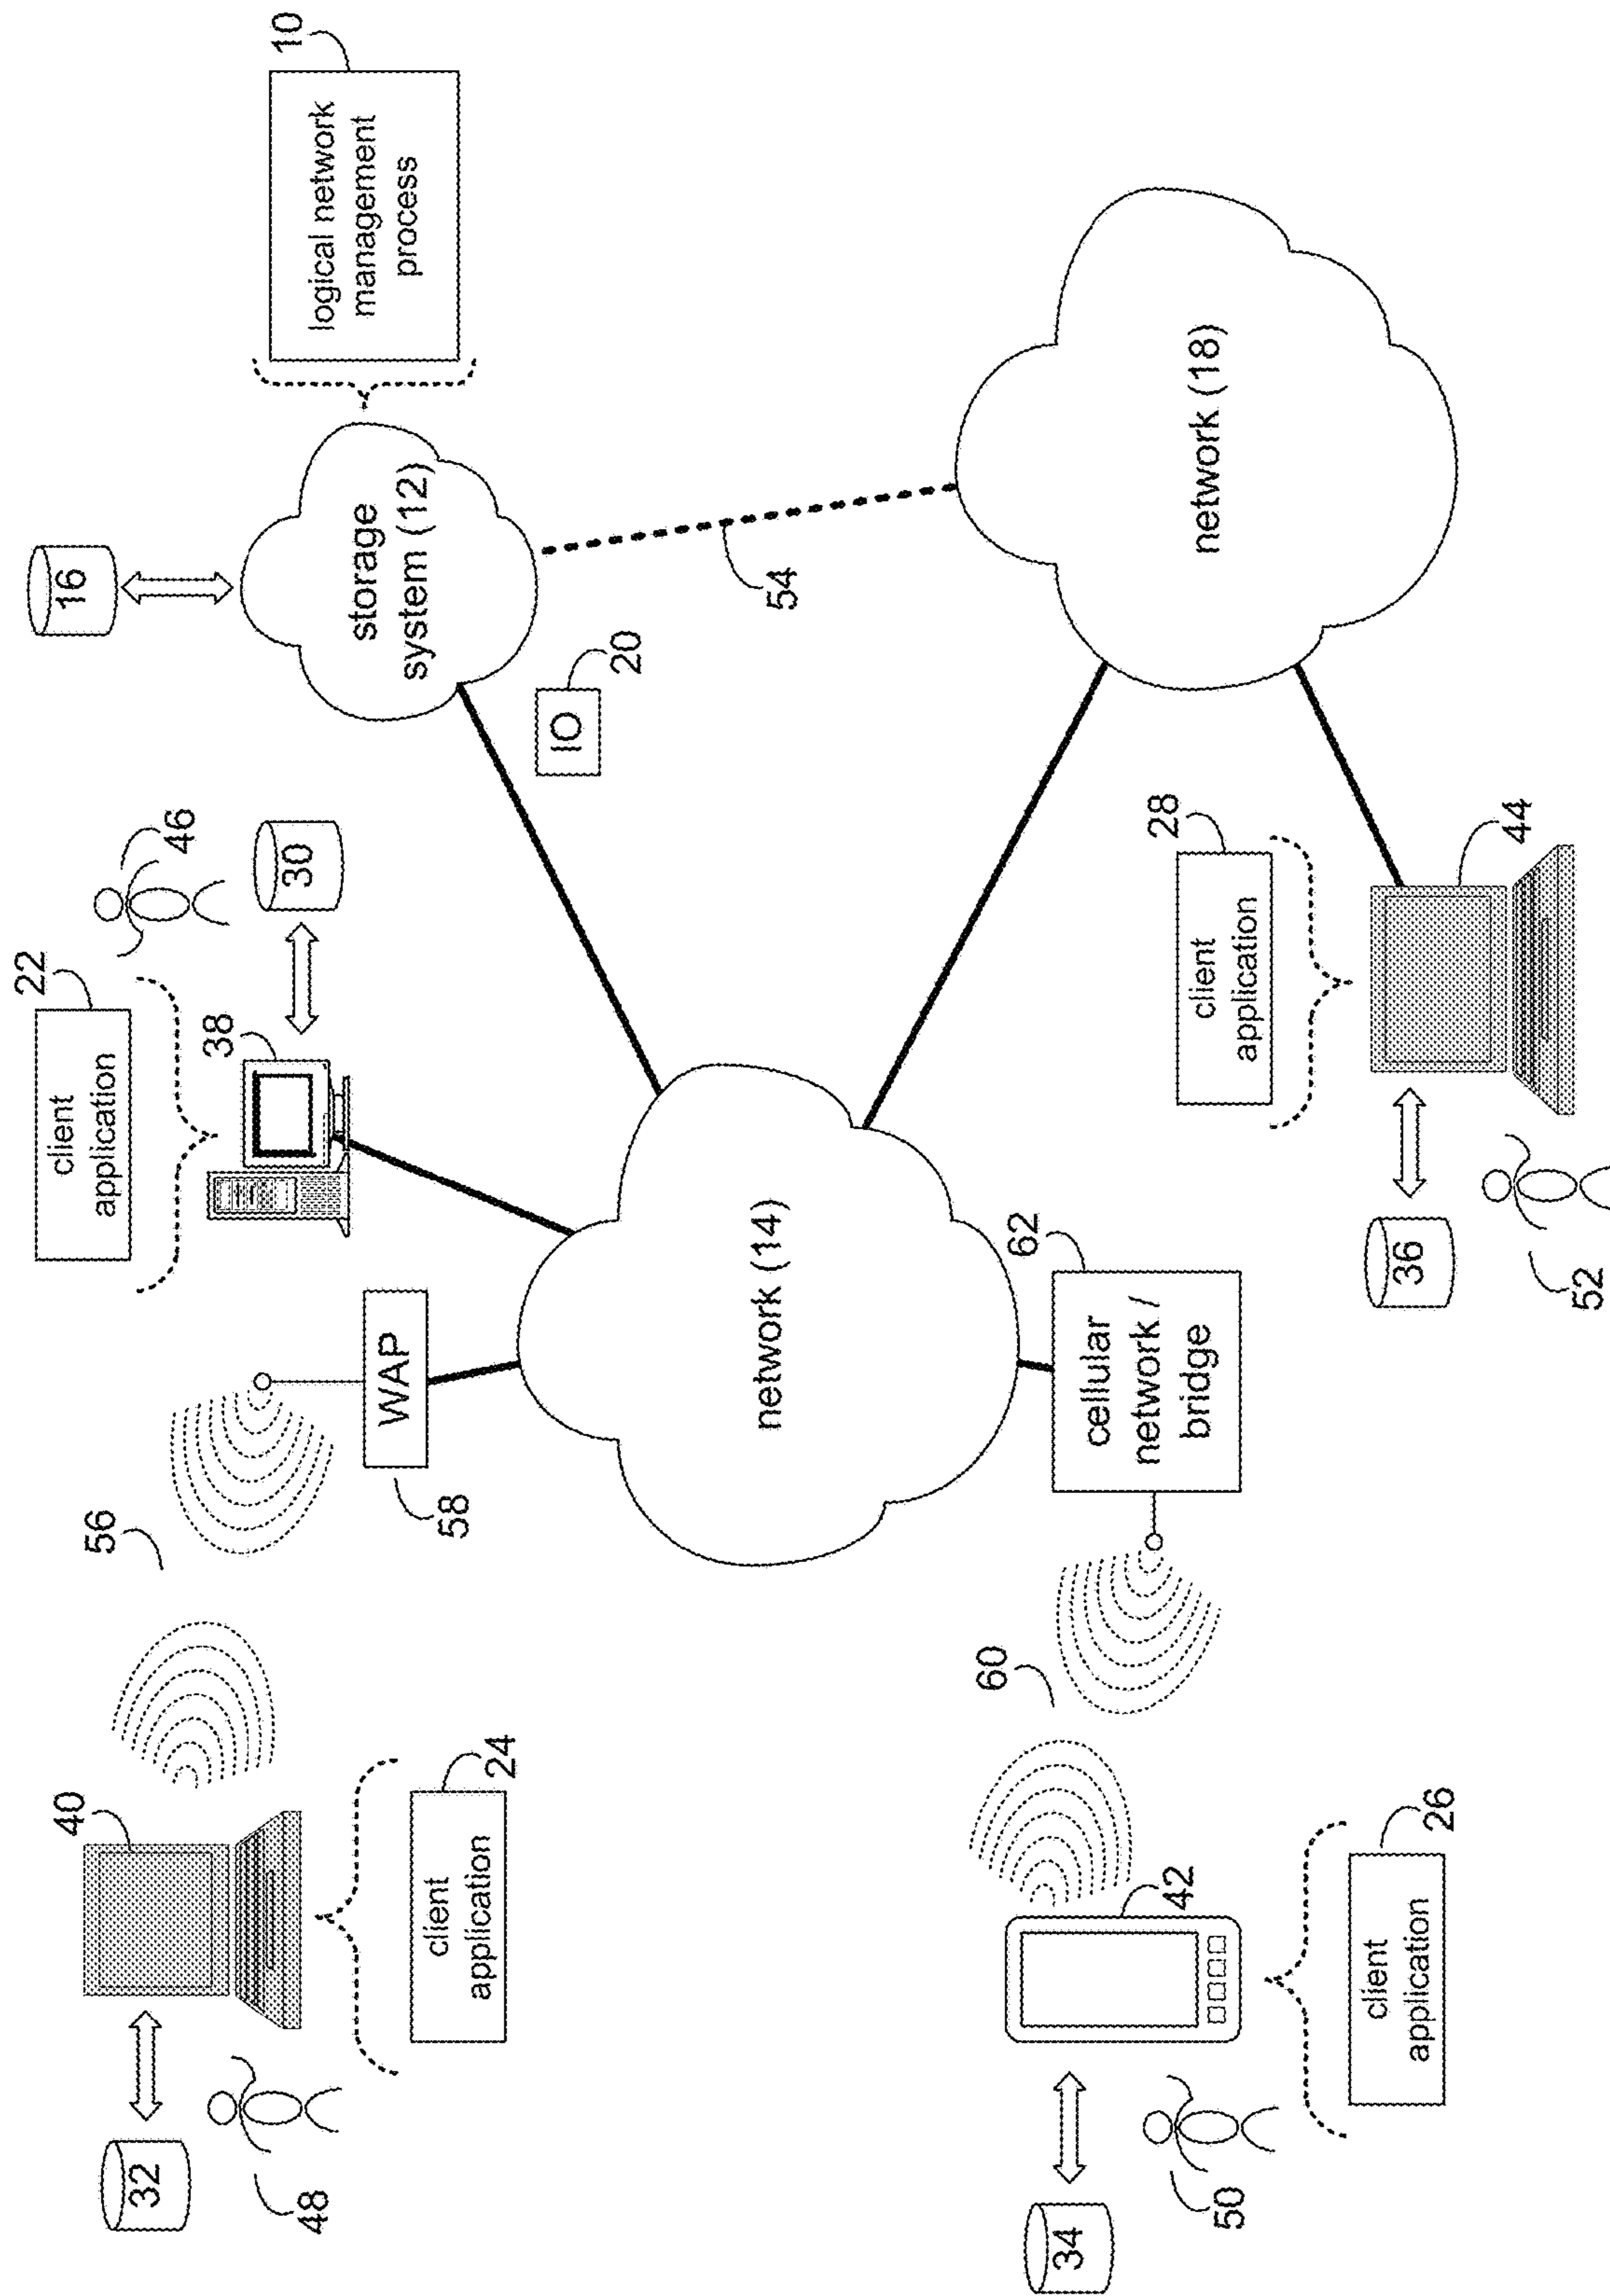 32
40
48
client
application
24
56
WAP
58
client
application
22
38
46
30
16
storage
system (12)
logical network
management
process
10
IO
20
54
network (14)
network (18)
34
50
42
client
application
26
60
cellular
network /
bridge
62
client
application
28
36
52
44